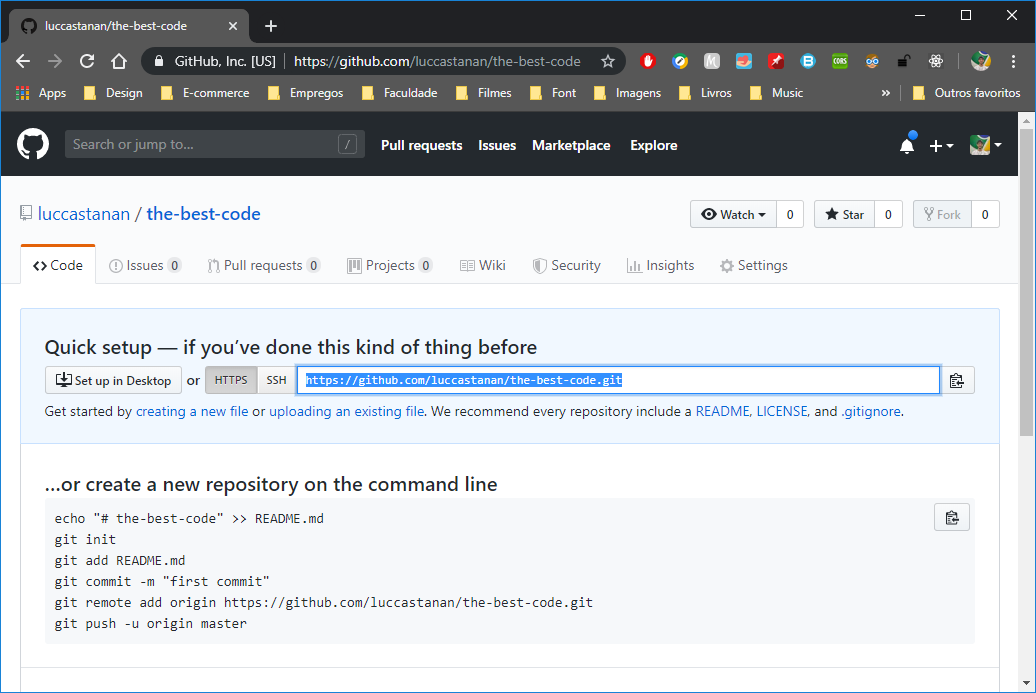 luccastanan/the-best-code
GitHub, Inc. [US] https://github.com/luccastanan/the-best-code
Apps Design E-commerce Empregos Faculdade Filmes Font Imagens Livros Music » Outros favoritos
Search or jump to... / Pull requests Issues Marketplace Explore
luccastanan / the-best-code Watch 0 Star 0 Fork 0
Code Issues 0 Pull requests 0 Projects 0 Wiki Security Insights Settings
Quick setup — if you’ve done this kind of thing before
Set up in Desktop or HTTPS SSH https://github.com/luccastanan/the-best-code.git
Get started by creating a new file or uploading an existing file. We recommend every repository include a README, LICENSE, and .gitignore.
…or create a new repository on the command line
echo "# the-best-code" >> README.md
git init
git add README.md
git commit -m "first commit"
git remote add origin https://github.com/luccastanan/the-best-code.git
git push -u origin master